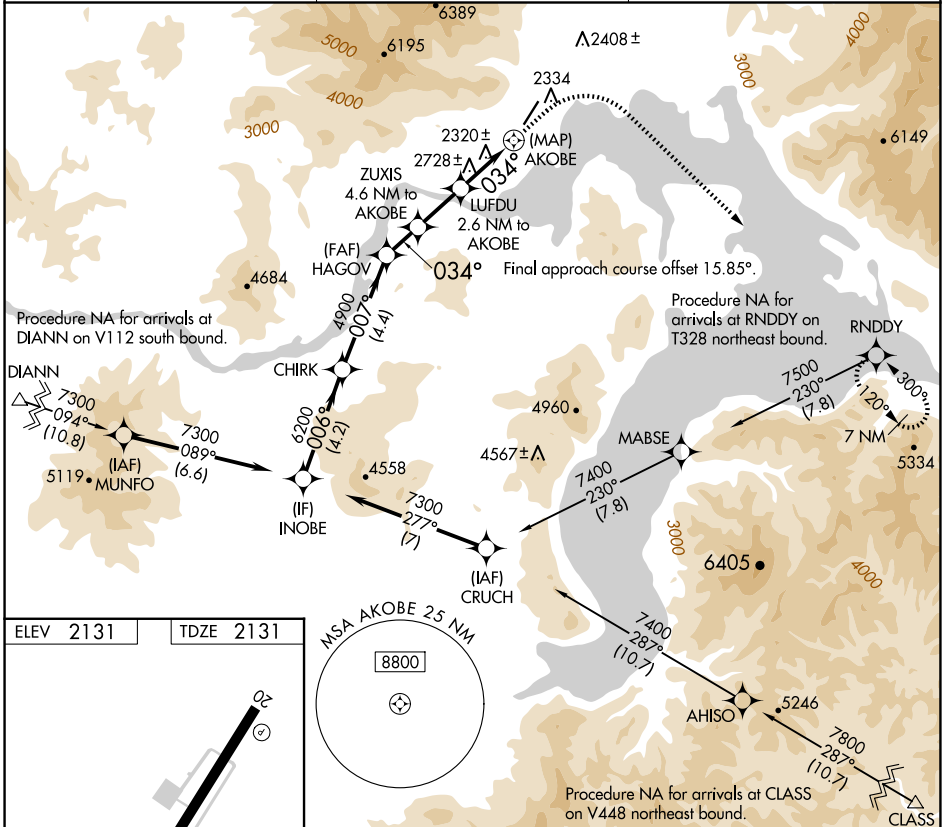 6389
6195
5000
4000
3000
2408±
4000
3000
2334
6149
2320±
2728±
(MAP)
AKOBE
034°
ZUXIS
4.6 NM to
AKOBE
LUFDU
2.6 NM to
AKOBE
(FAF)
HAGOV
034°
Final approach course offset 15.85°.
4684
4900
007°
(4.4)
Procedure NA for arrivals at
DIANN on V112 south bound.
Procedure NA for
arrivals at RNDDY on
T328 northeast bound.
RNDDY
DIANN
7300
094°
(10.8)
CHIRK
7500
230°
(7.8)
300°
120°
7 NM
5334
7300
089°
(6.6)
(IAF)
MUNFO
5119
6200
006°
(4.2)
4960
4567±
4558
MABSE
7400
230°
(7.8)
(IF)
INOBE
7300
277°
(7)
(IAF)
CRUCH
3000
6405
4000
ELEV 2131
TDZE 2131
MSA AKOBE 25 NM
8800
7400
287°
(10.7)
AHISO
5246
7800
287°
(10.7)
CLASS
Procedure NA for arrivals at CLASS
on V448 northeast bound.
20
P